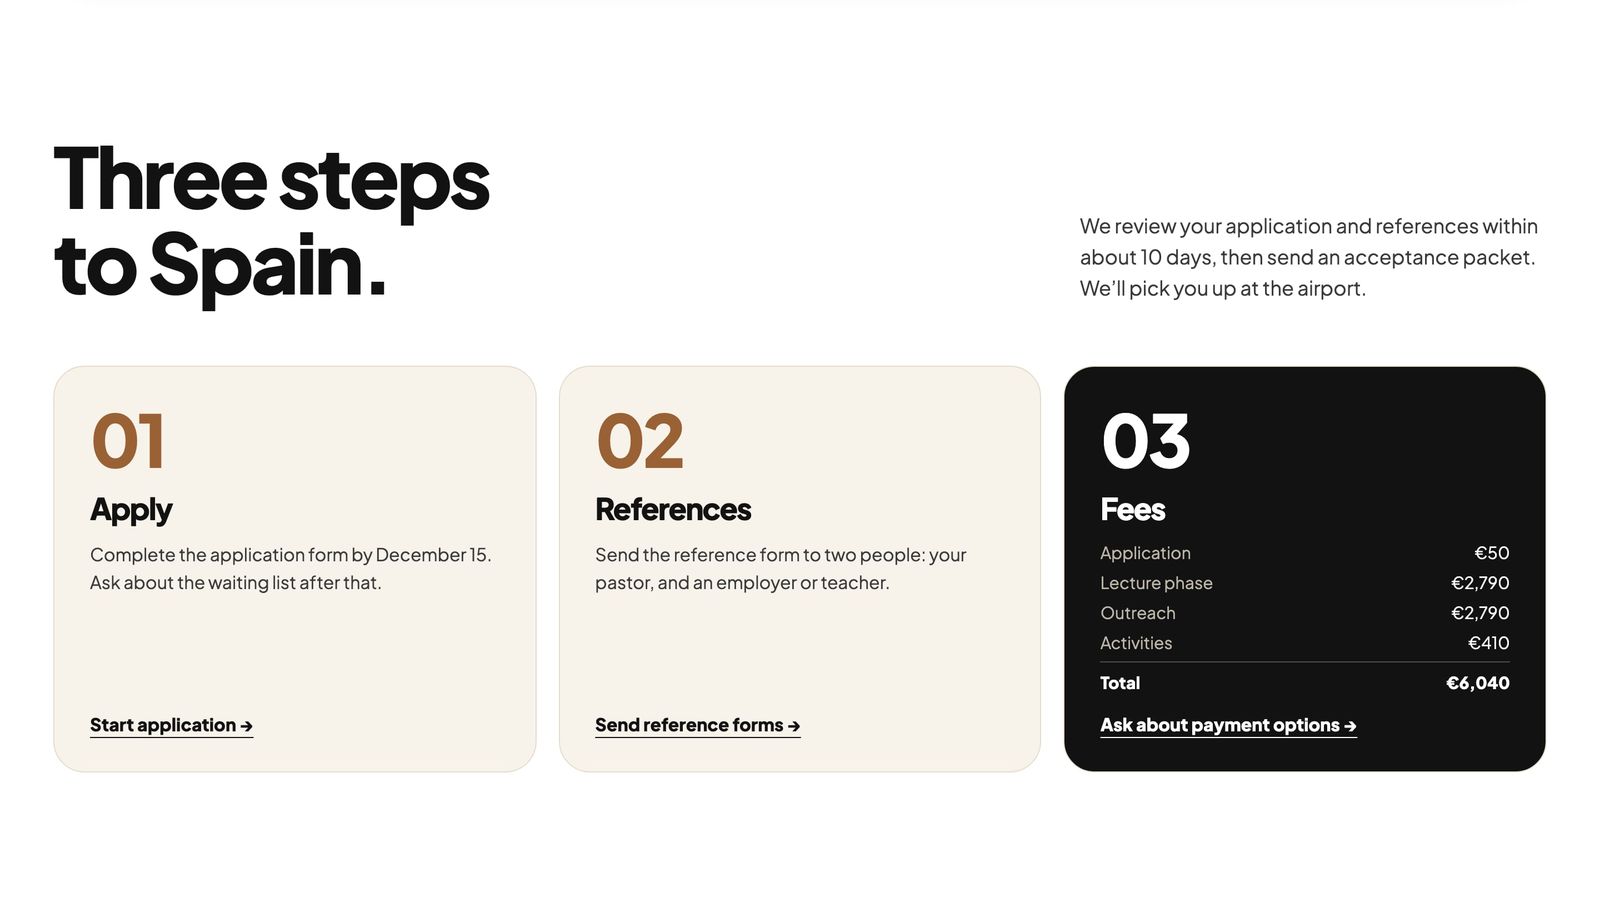 Three steps
to Spain.
We review your application and references within
about 10 days, then send an acceptance packet.
We’ll pick you up at the airport.
01
Apply
Complete the application form by December 15.
Ask about the waiting list after that.
Start application →
02
References
Send the reference form to two people: your
pastor, and an employer or teacher.
Send reference forms →
03
Fees
Application €50
Lecture phase €2,790
Outreach €2,790
Activities €410
Total €6,040
Ask about payment options →